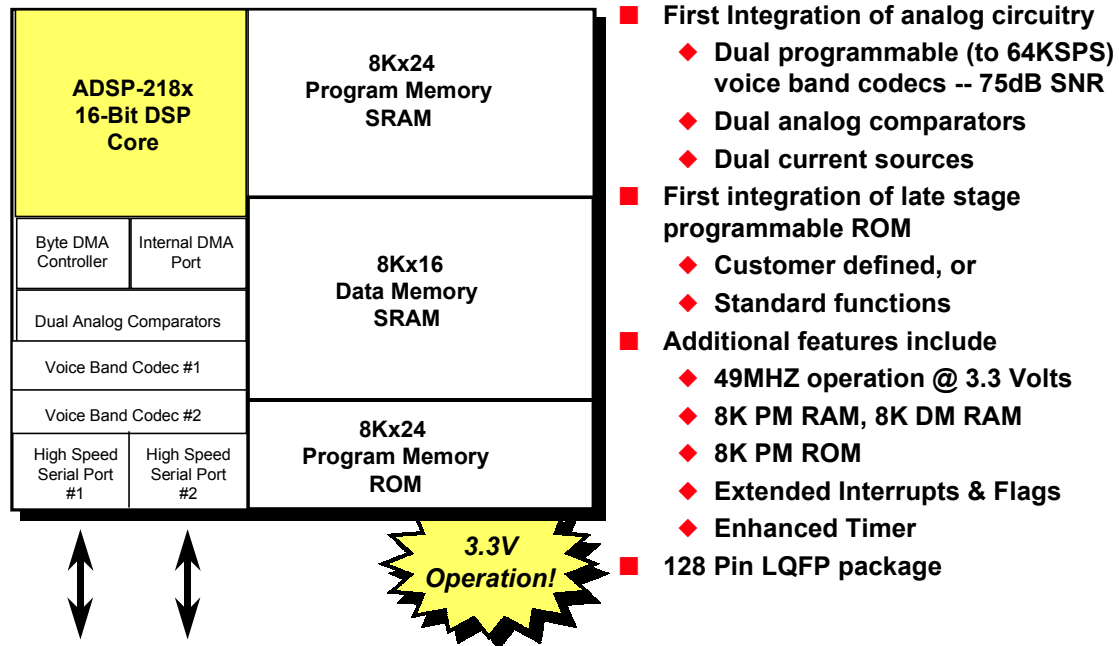 ADSP-218x
16-Bit DSP
Core
8Kx24
Program Memory
SRAM
Byte DMA
Controller
Internal DMA
Port
8Kx16
Data Memory
SRAM
Dual Analog Comparators
Voice Band Codec #1
Voice Band Codec #2
High Speed
Serial Port
#1
High Speed
Serial Port
#2
8Kx24
Program Memory
ROM
3.3V
Operation!
First Integration of analog circuitry
Dual programmable (to 64KSPS)
voice band codecs -- 75dB SNR
Dual analog comparators
Dual current sources
First integration of late stage
programmable ROM
Customer defined, or
Standard functions
Additional features include
49MHZ operation @ 3.3 Volts
8K PM RAM, 8K DM RAM
8K PM ROM
Extended Interrupts & Flags
Enhanced Timer
128 Pin LQFP package